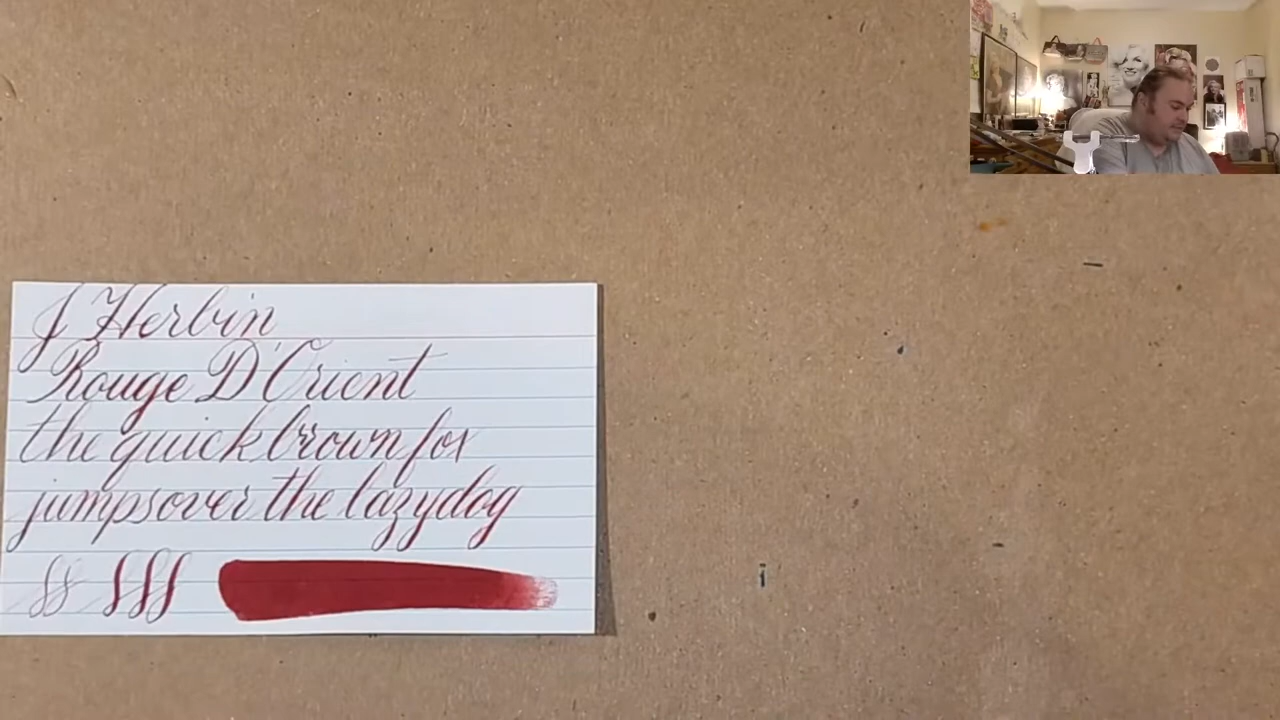 J Herbin
Rouge D'Orient
the quick brown fox
jumps over the lazy dog